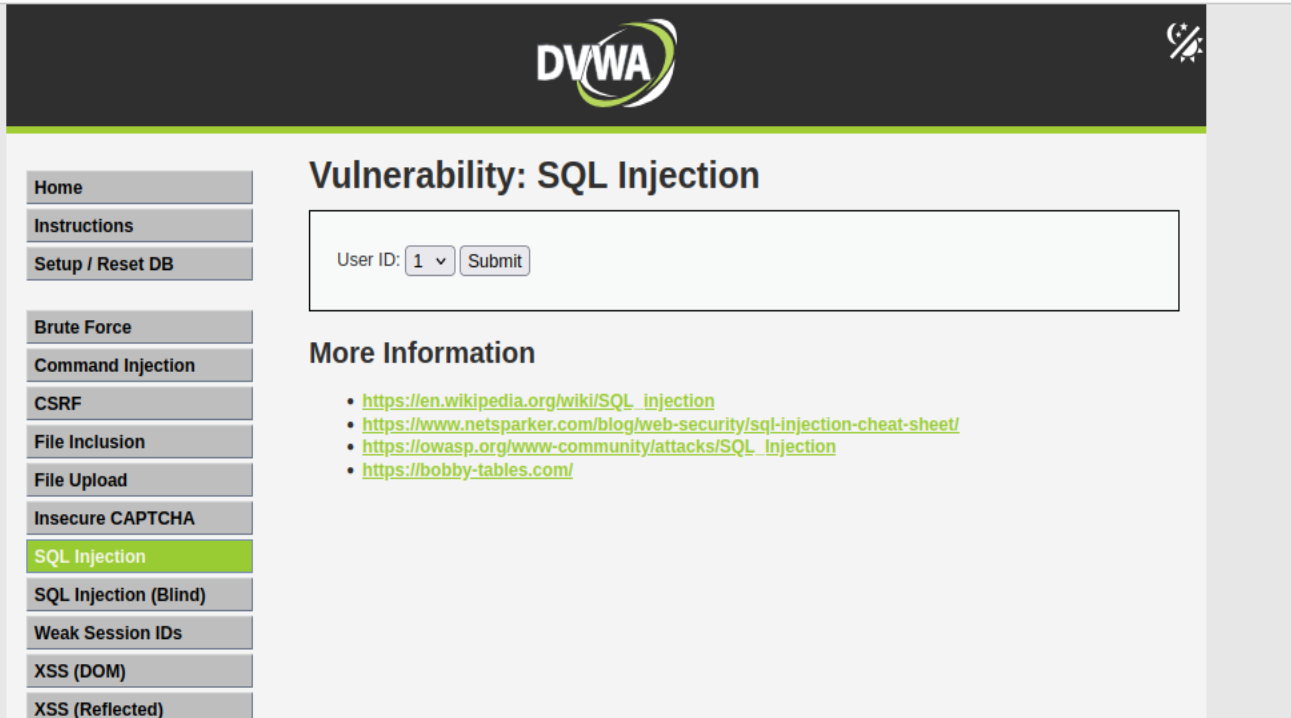 DVWA
Home
Instructions
Setup / Reset DB
Brute Force
Command Injection
CSRF
File Inclusion
File Upload
Insecure CAPTCHA
SQL Injection
SQL Injection (Blind)
Weak Session IDs
XSS (DOM)
XSS (Reflected)
Vulnerability: SQL Injection
User ID: 1 Submit
More Information
• https://en.wikipedia.org/wiki/SQL_injection
• https://www.netsparker.com/blog/web-security/sql-injection-cheat-sheet/
• https://owasp.org/www-community/attacks/SQL_Injection
• https://bobby-tables.com/